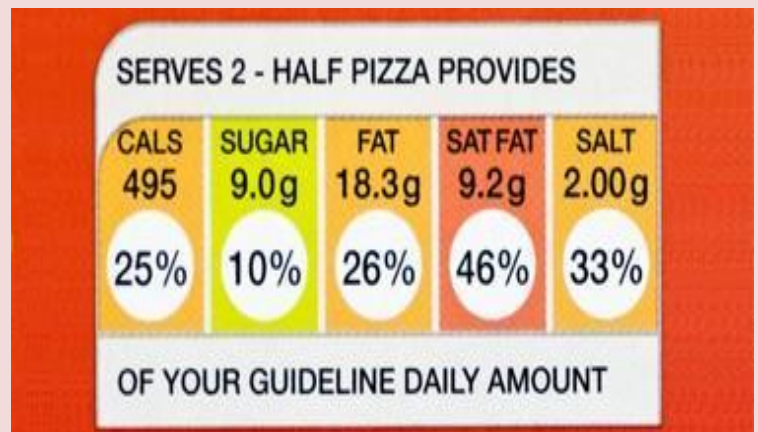 SERVES 2 - HALF PIZZA PROVIDES
CALS SUGAR FAT SAT FAT SALT
495 9.0g 18.3g 9.2g 2.00g
25% 10% 26% 46% 33%
OF YOUR GUIDELINE DAILY AMOUNT